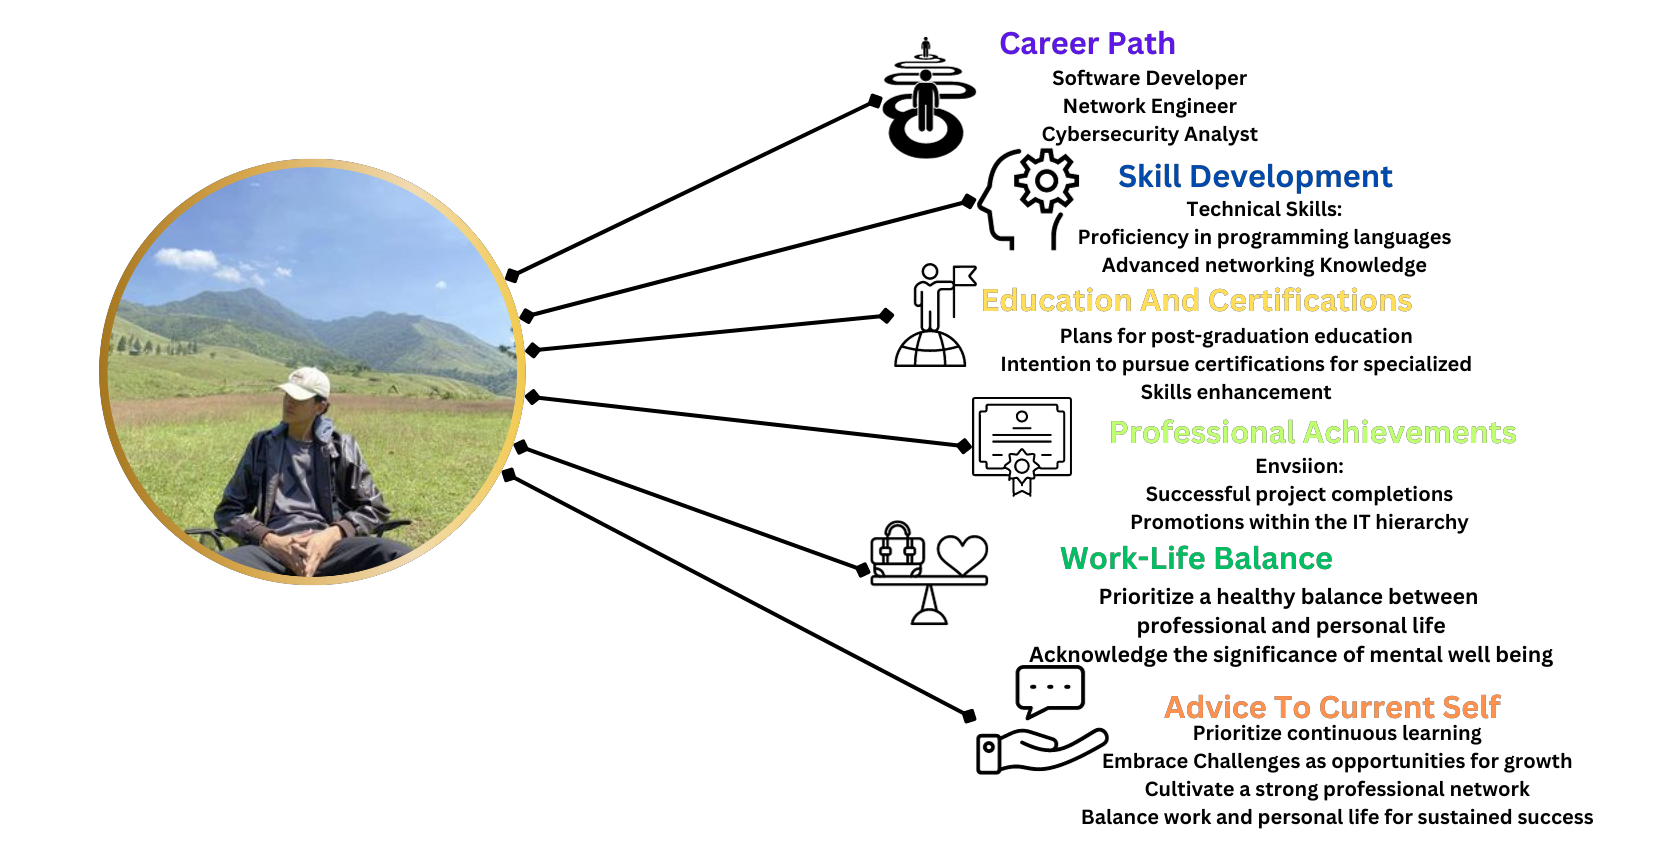 Career Path
Software Developer
Network Engineer
Cybersecurity Analyst
Skill Development
Technical Skills:
Proficiency in programming languages
Advanced networking Knowledge
Education And Certifications
Plans for post-graduation education
Intention to pursue certifications for specialized
Skills enhancement
Professional Achievements
Envsiion:
Successful project completions
Promotions within the IT hierarchy
Work-Life Balance
Prioritize a healthy balance between
professional and personal life
Acknowledge the significance of mental well being
Advice To Current Self
Prioritize continuous learning
Embrace Challenges as opportunities for growth
Cultivate a strong professional network
Balance work and personal life for sustained success